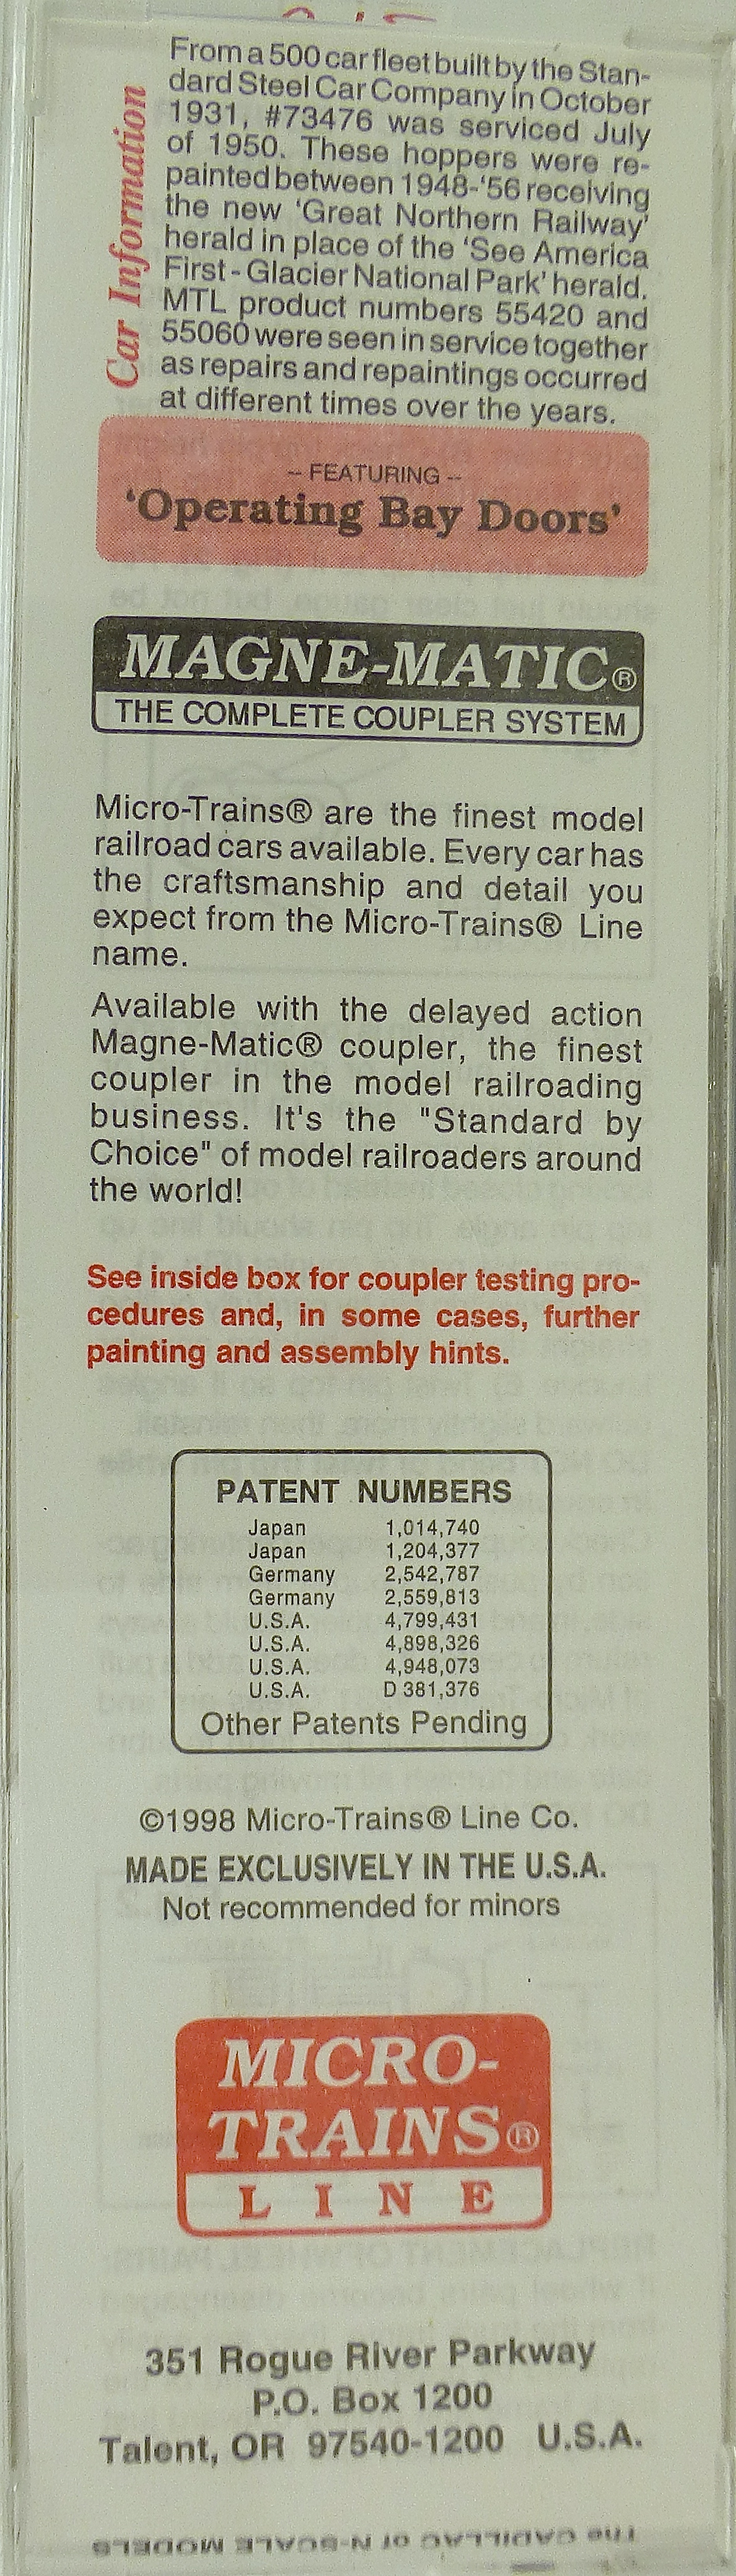 Car Information
From a 500 car fleet built by the Stan-
dard Steel Car Company in October
1931, #73476 was serviced July
of 1950. These hoppers were re-
painted between 1948-‘56 receiving
the new ‘Great Northern Railway’
herald in place of the ‘See America
First - Glacier National Park’ herald.
MTL product numbers 55420 and
55060 were seen in service together
as repairs and repaintings occurred
at different times over the years.
-- FEATURING --
‘Operating Bay Doors’
MAGNE-MATIC®
THE COMPLETE COUPLER SYSTEM
Micro-Trains® are the finest model
railroad cars available. Every car has
the craftsmanship and detail you
expect from the Micro-Trains® Line
name.
Available with the delayed action
Magne-Matic® coupler, the finest
coupler in the model railroading
business. It's the "Standard by
Choice" of model railroaders around
the world!
See inside box for coupler testing pro-
cedures and, in some cases, further
painting and assembly hints.
PATENT NUMBERS
Japan 1,014,740
Japan 1,204,377
Germany 2,542,787
Germany 2,559,813
U.S.A. 4,799,431
U.S.A. 4,898,326
U.S.A. 4,948,073
U.S.A. D 381,376
Other Patents Pending
©1998 Micro-Trains® Line Co.
MADE EXCLUSIVELY IN THE U.S.A.
Not recommended for minors
MICRO-
TRAINS®
LINE
351 Rogue River Parkway
P.O. Box 1200
Talent, OR 97540-1200 U.S.A.
The CADILLAC of N-SCALE MODELS